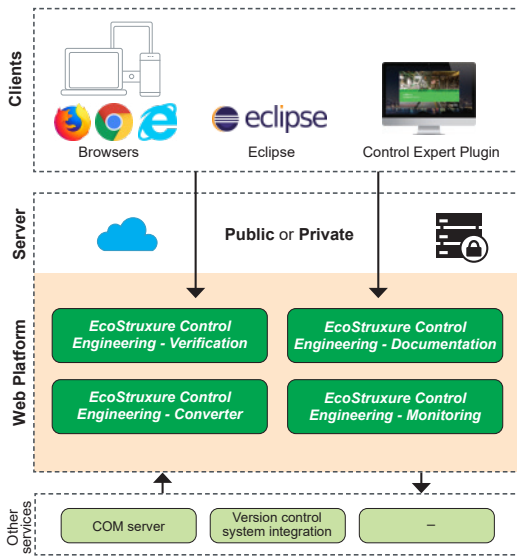 Clients
eclipse
Browsers
Eclipse
Control Expert Plugin
Server
Public or Private
Web Platform
EcoStruxure Control
Engineering - Verification
EcoStruxure Control
Engineering - Documentation
EcoStruxure Control
Engineering - Converter
EcoStruxure Control
Engineering - Monitoring
Other
services
COM server
Version control
system integration
–